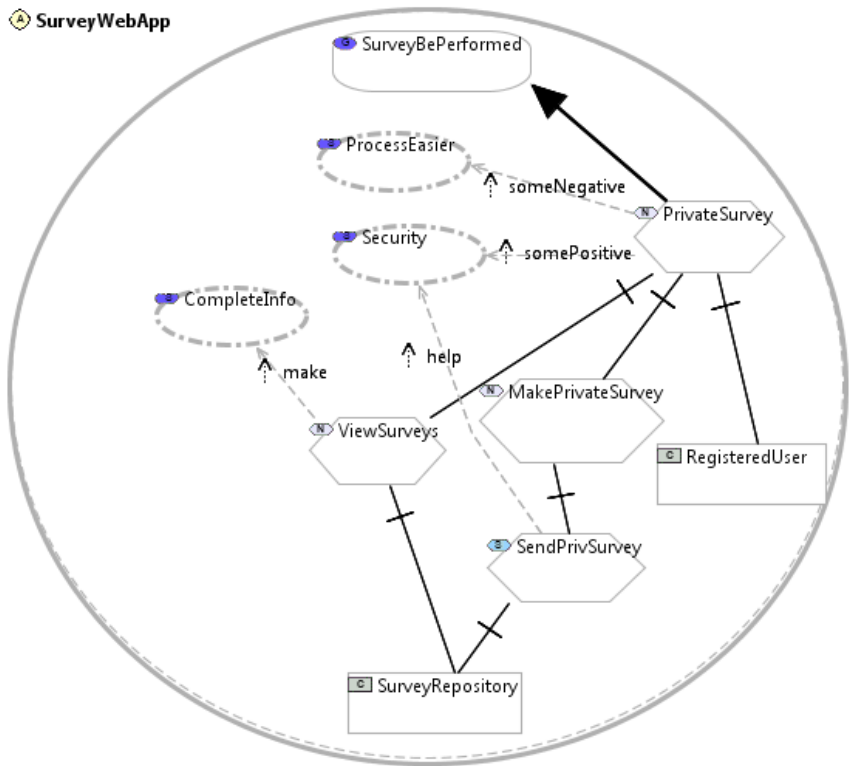 A SurveyWebApp
G SurveyBePerformed
S ProcessEasier
someNegative
N PrivateSurvey
S Security
somePositive
S CompleteInfo
help
make
N MakePrivateSurvey
N ViewSurveys
C RegisteredUser
S SendPrivSurvey
C SurveyRepository